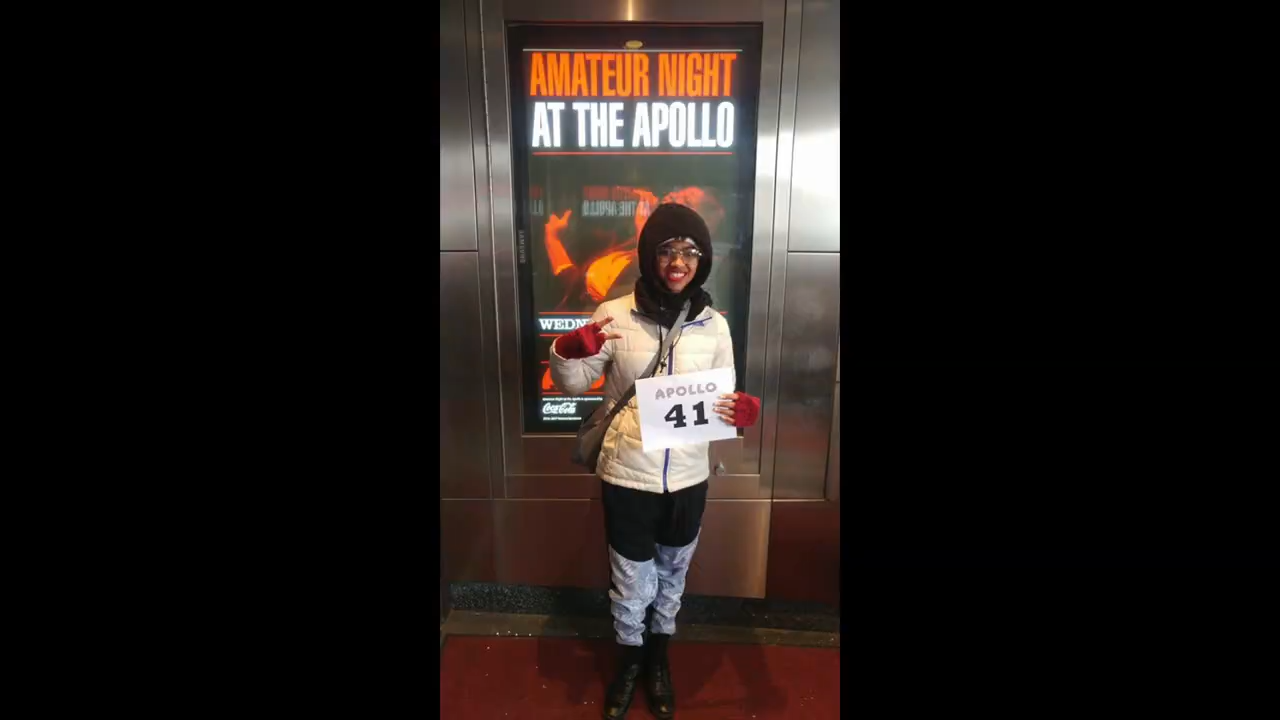 AMATEUR NIGHT
AT THE APOLLO
WEDN
APOLLO
41
Coca-Cola